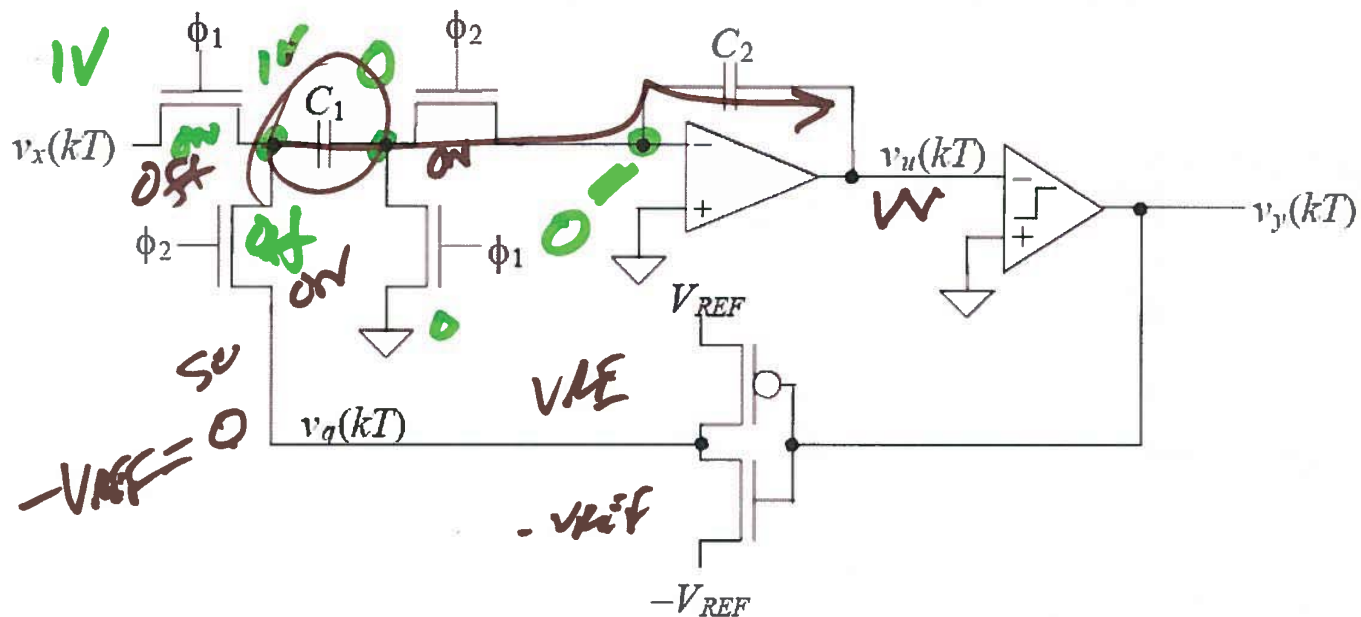 ϕ1
ϕ2
C2
1V
1V
0
C1
vx(kT)
on
off
on
0
−
+
vu(kT)
−
+
vy(kT)
ϕ2
off
ON
ϕ1
0
VREF
vq(kT)
-VREF = 0
-VREF